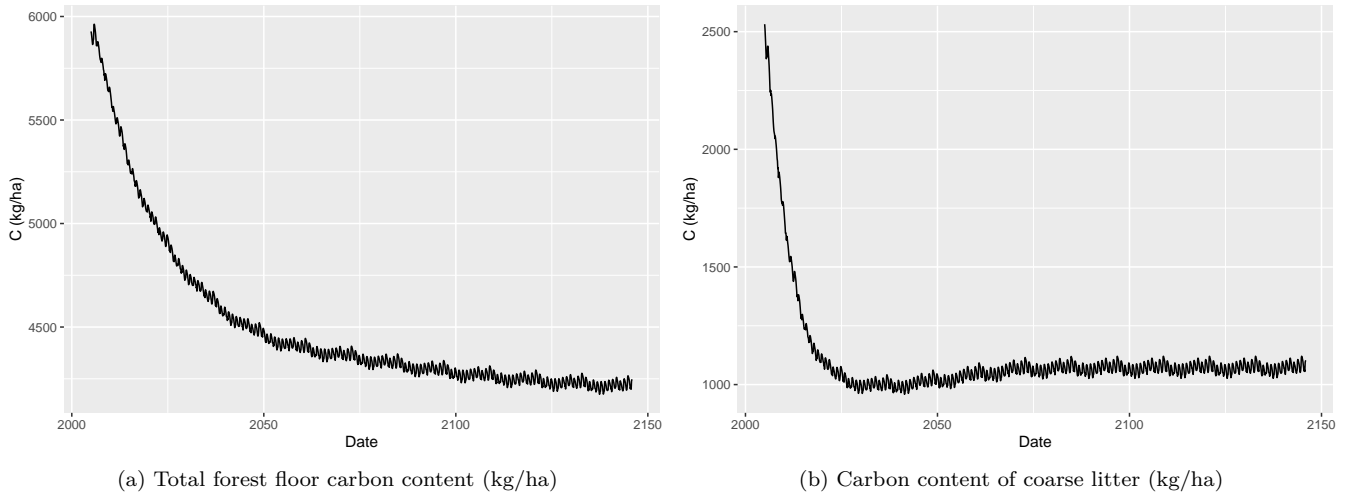 6000
5500
5000
4500
C (kg/ha)
2000
2050
2100
2150
Date
(a) Total forest floor carbon content (kg/ha)
2500
2000
1500
1000
C (kg/ha)
2000
2050
2100
2150
Date
(b) Carbon content of coarse litter (kg/ha)